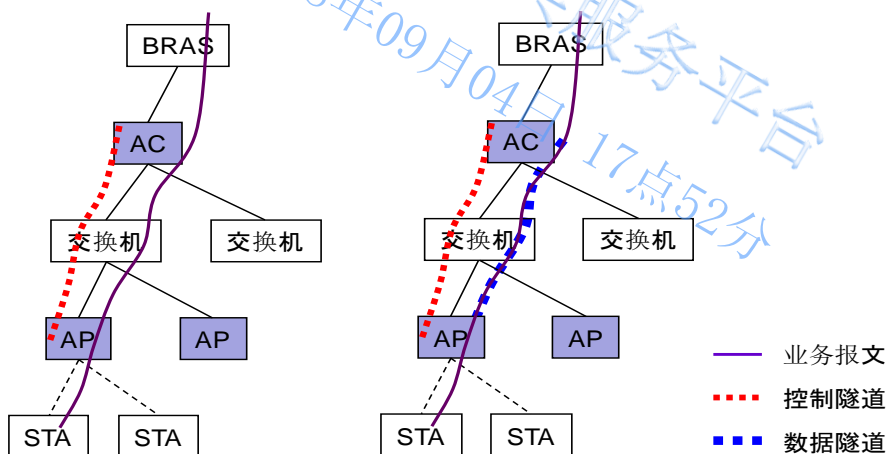 BRAS
BRAS
AC
AC
交换机
交换机
交换机
交换机
AP
AP
AP
AP
STA
STA
STA
STA
业务报文
控制隧道
数据隧道
年09月04日 17点52分
服务平台